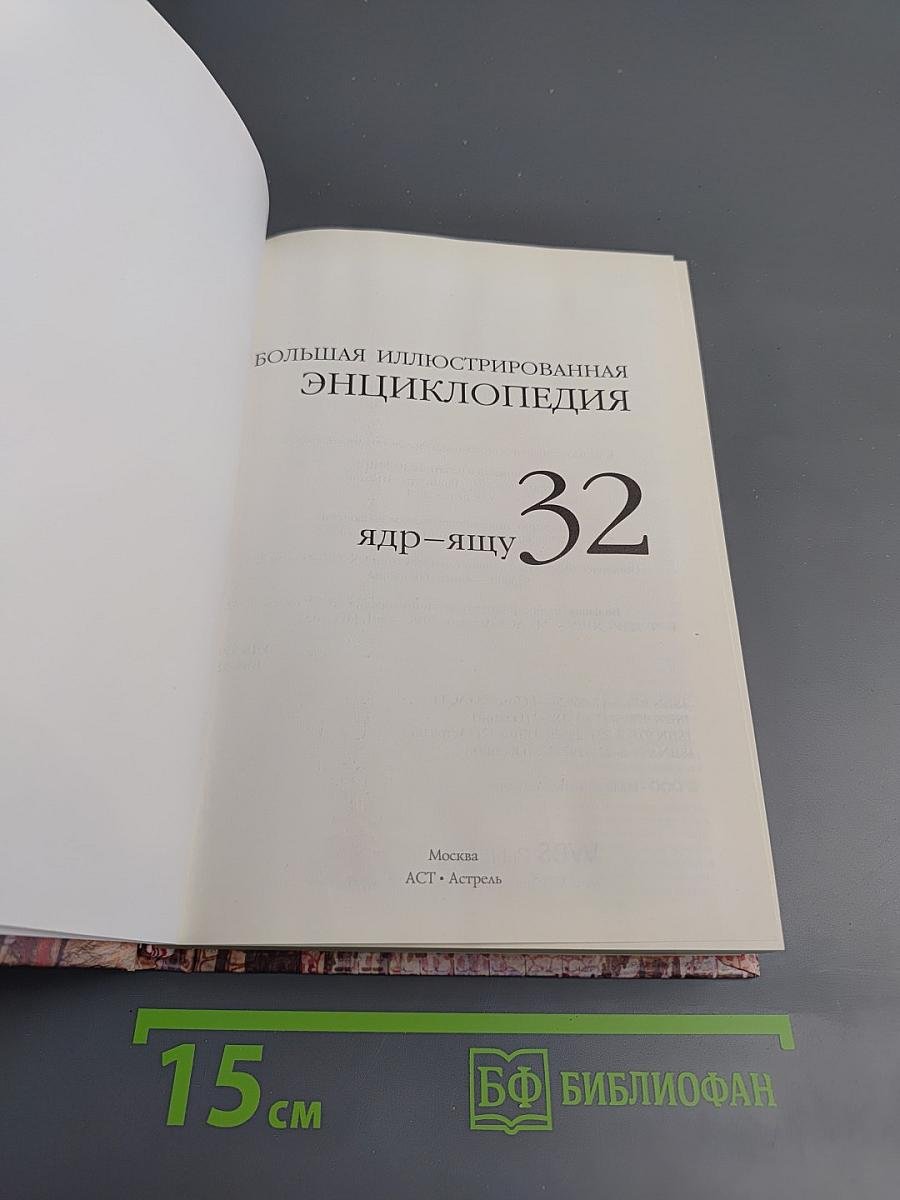 БОЛЬШАЯ ИЛЛЮСТРИРОВАННАЯ
ЭНЦИКЛОПЕДИЯ
32
ядр–ящу
Москва
АСТ • Астрель
15 см
БФ БИБЛИОФАН